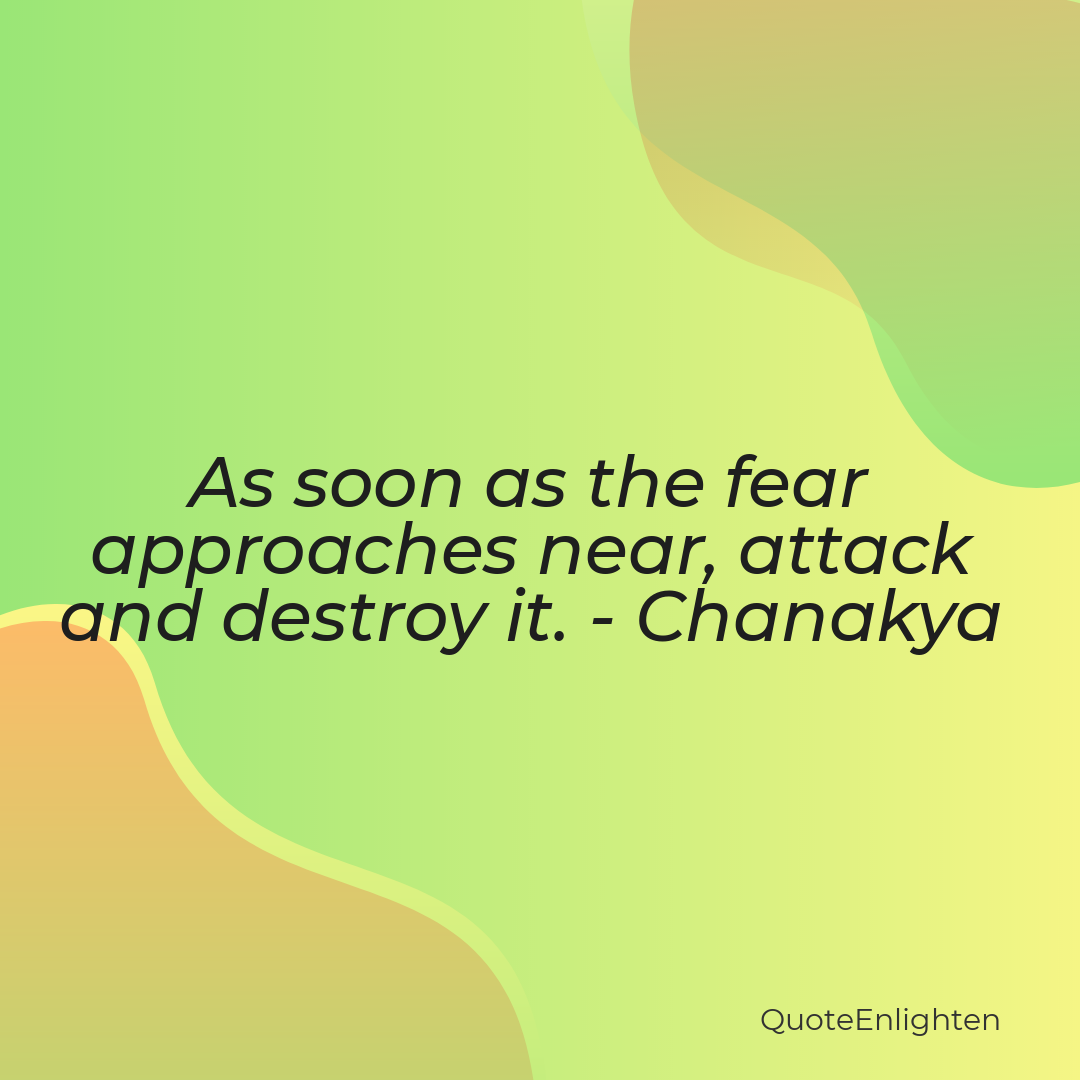 As soon as the fear
approaches near, attack
and destroy it. - Chanakya
QuoteEnlighten